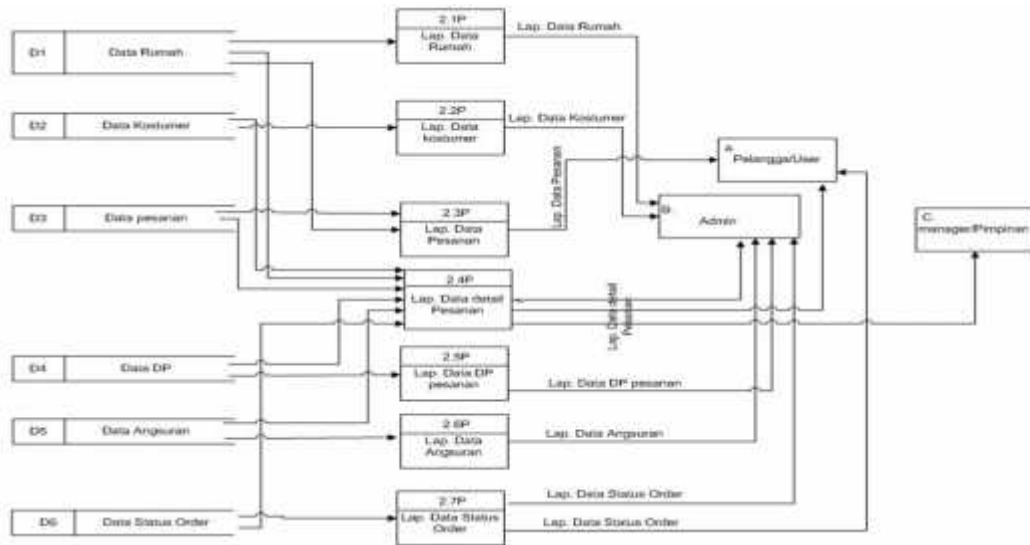 2.1P
Lap. Data
Rumah
Lap. Data Rumah
D1
Data Rumah
2.2P
Lap. Data
kostumer
Lap. Data Kostumer
D2
Data Kostumer
A
Pelangga/User
Lap. Data Pesanan
D3
Data pesanan
2.3P
Lap. Data
Pesanan
B
Admin
C
manager/Pimpinan
2.4P
Lap. Data detail
Pesanan
Lap. Data detail
Pesanan
D4
Data DP
2.5P
Lap. Data DP
pesanan
Lap. Data DP pesanan
D5
Data Angsuran
2.6P
Lap. Data
Angsuran
Lap. Data Angsuran
D6
Data Status Order
2.7P
Lap. Data Status
Order
Lap. Data Status Order
Lap. Data Status Order